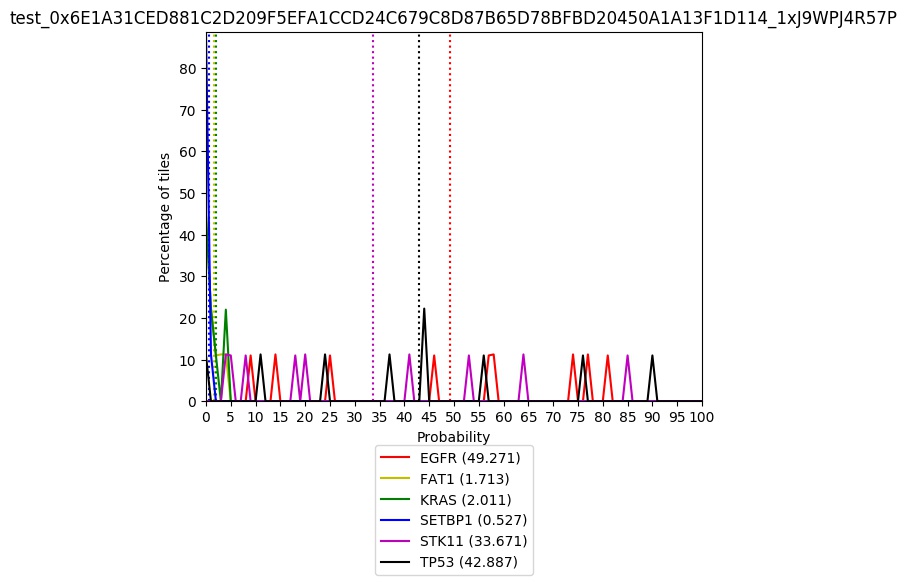 test_0x6E1A31CED881C2D209F5EFA1CCD24C679C8D87B65D78BFBD20450A1A13F1D114_1xJ9WPJ4R57P
80
70
60
50
40
30
20
10
0
Percentage of tiles
0 5 10 15 20 25 30 35 40 45 50 55 60 65 70 75 80 85 90 95 100
Probability
EGFR (49.271)
FAT1 (1.713)
KRAS (2.011)
SETBP1 (0.527)
STK11 (33.671)
TP53 (42.887)